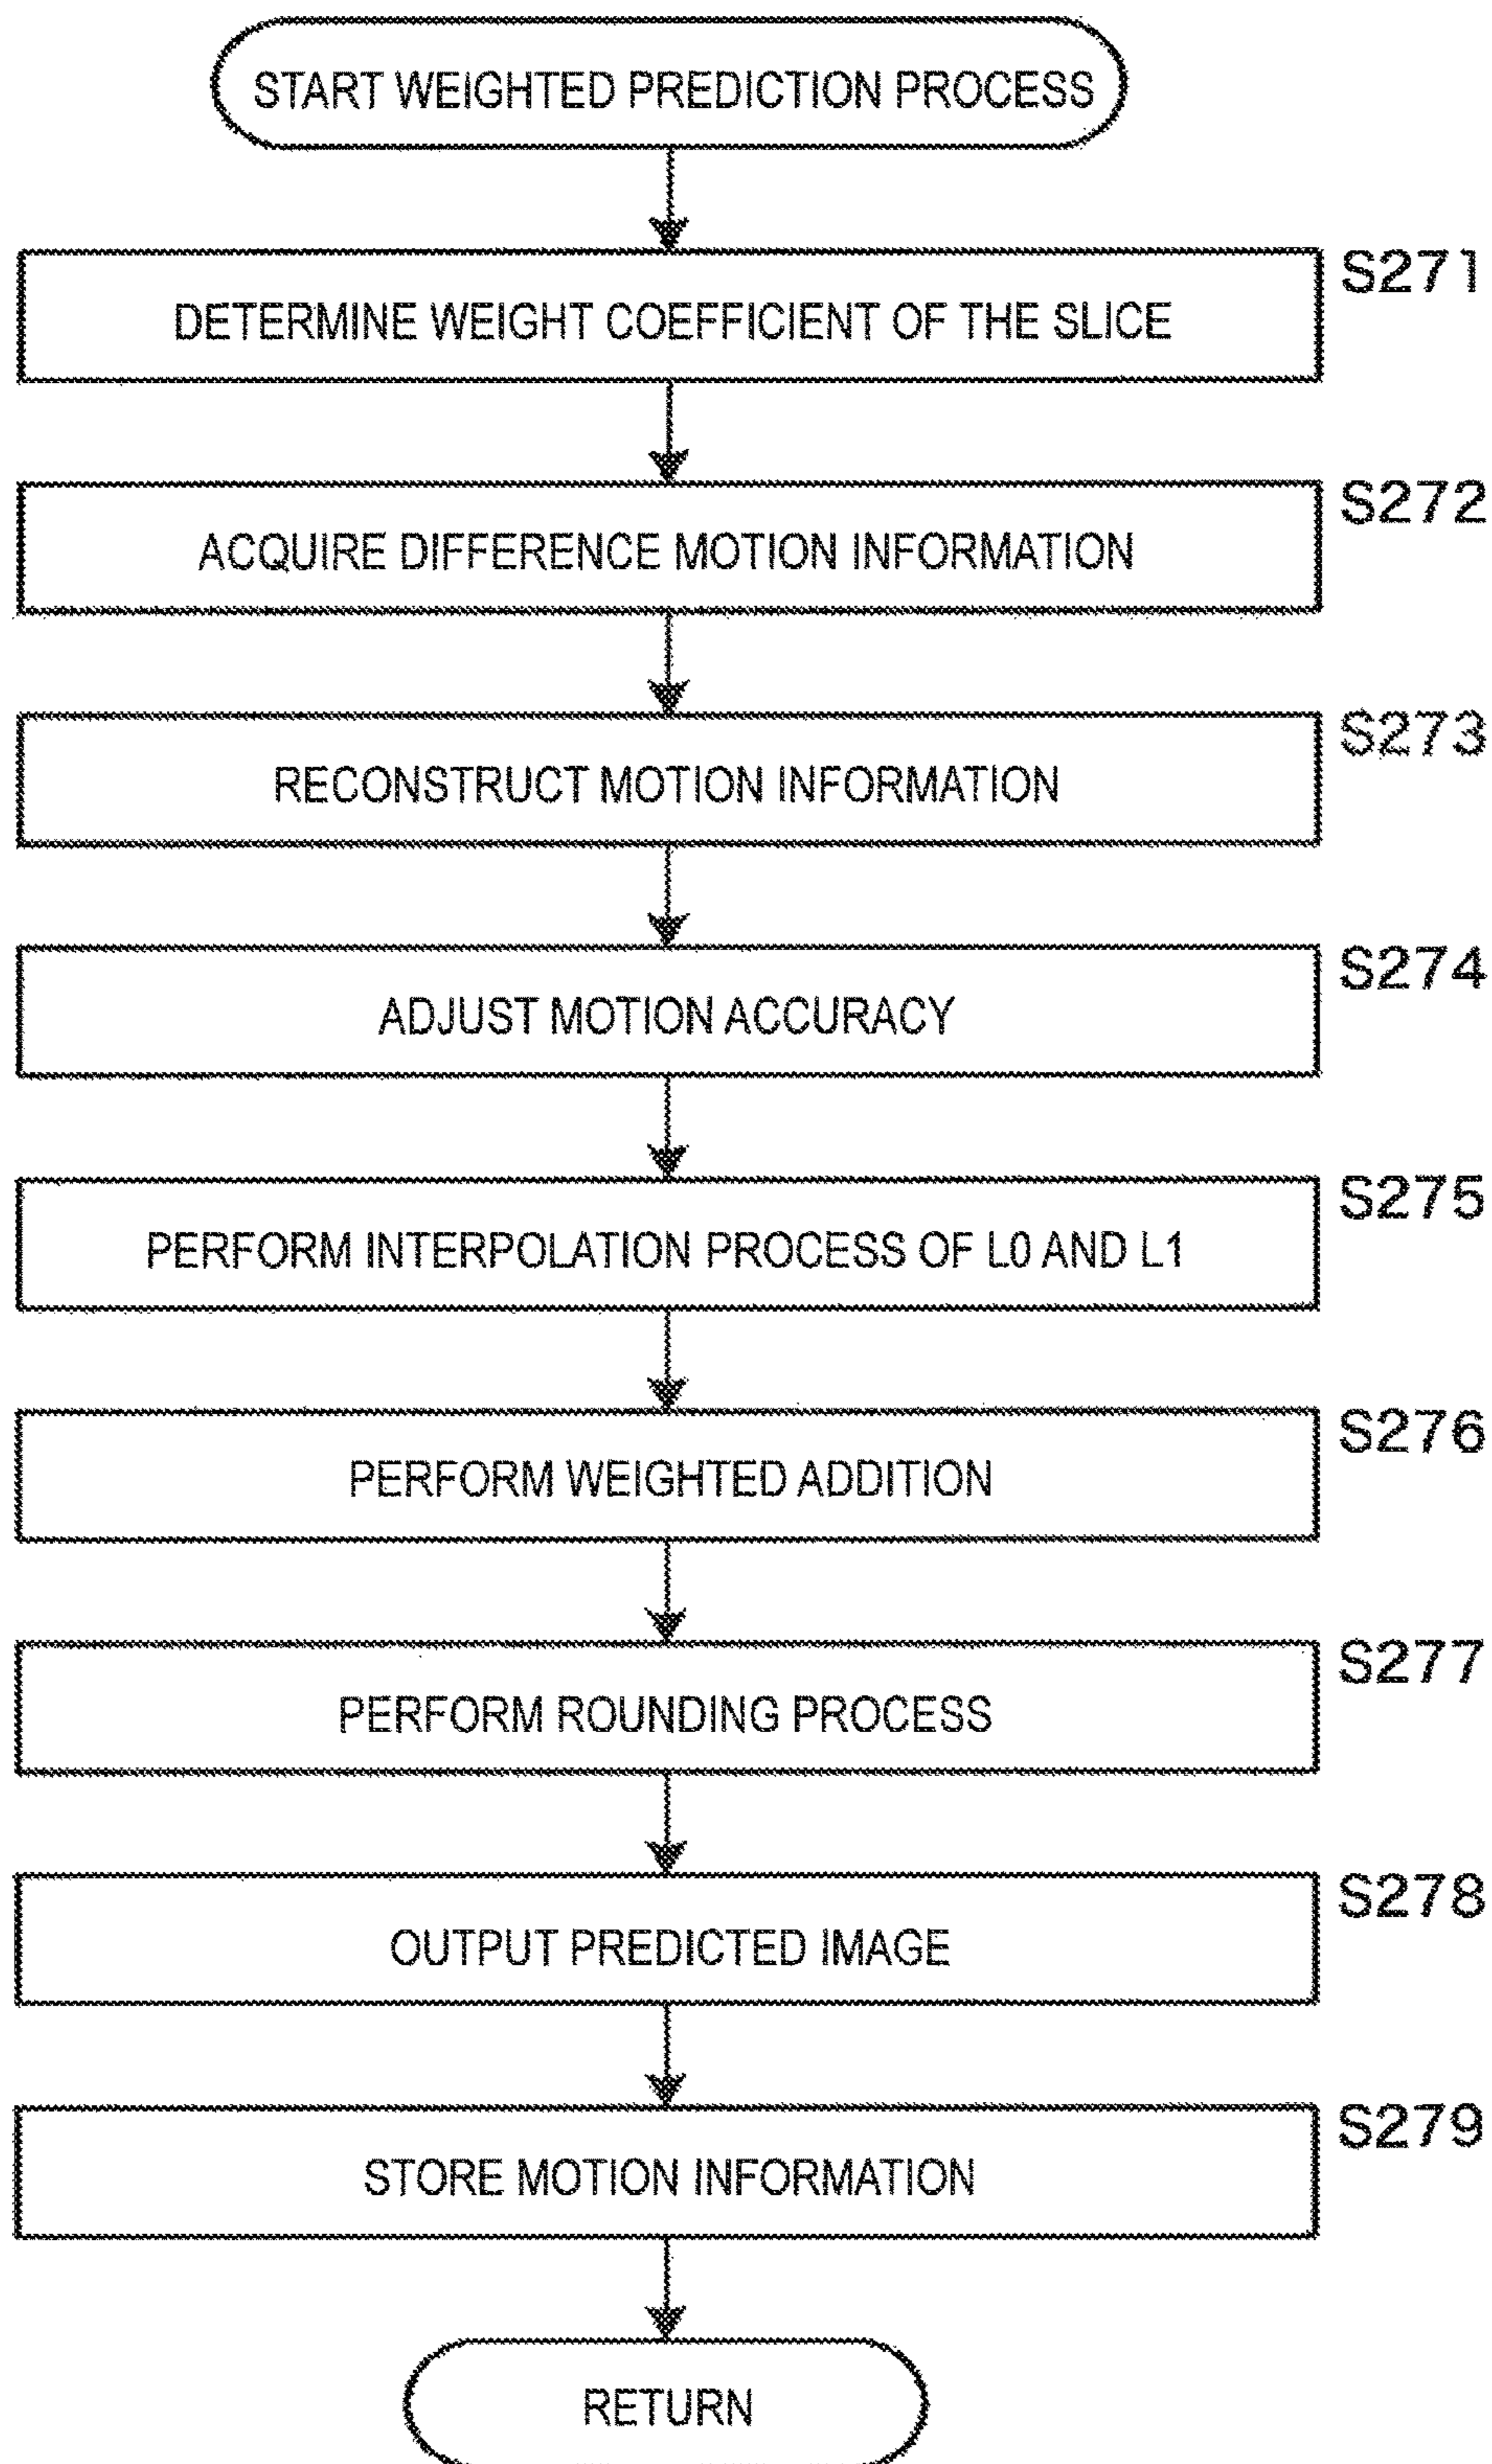 START WEIGHTED PREDICTION PROCESS
S271
DETERMINE WEIGHT COEFFICIENT OF THE SLICE
S272
ACQUIRE DIFFERENCE MOTION INFORMATION
S273
RECONSTRUCT MOTION INFORMATION
S274
ADJUST MOTION ACCURACY
S275
PERFORM INTERPOLATION PROCESS OF L0 AND L1
S276
PERFORM WEIGHTED ADDITION
S277
PERFORM ROUNDING PROCESS
S278
OUTPUT PREDICTED IMAGE
S279
STORE MOTION INFORMATION
RETURN